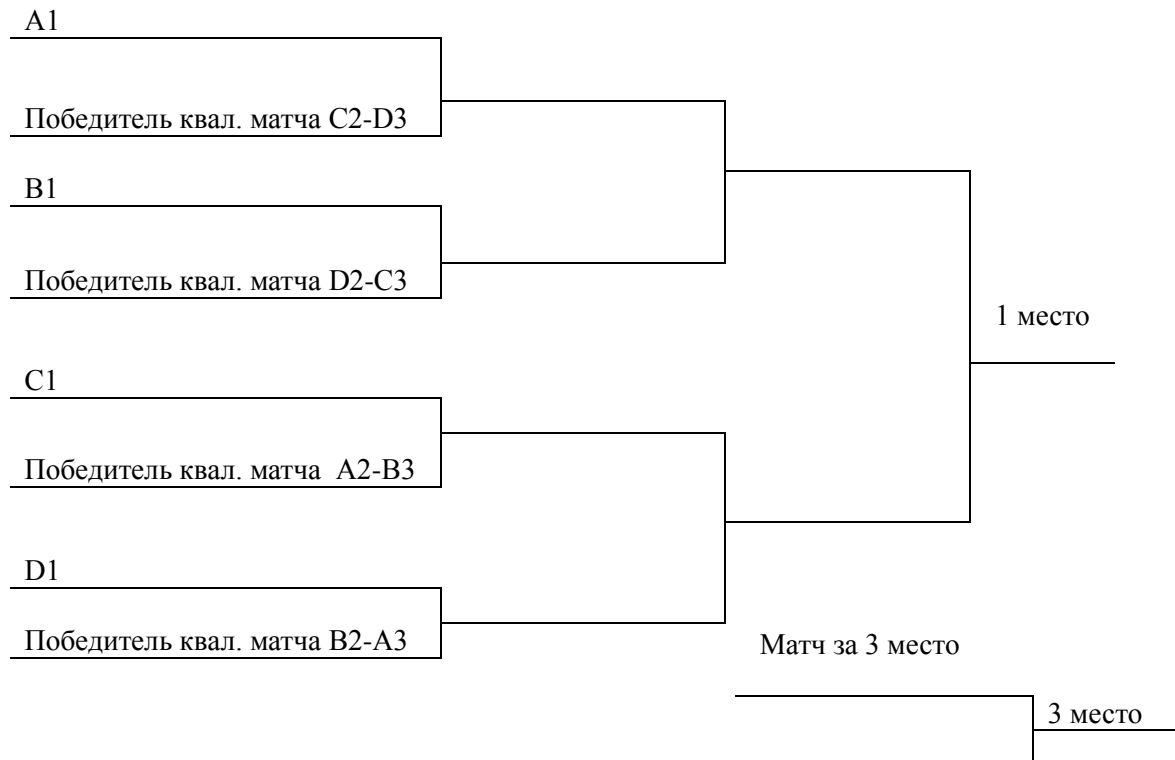 A1
Победитель квал. матча C2-D3
B1
Победитель квал. матча D2-C3
1 место
C1
Победитель квал. матча A2-B3
D1
Победитель квал. матча B2-A3
Матч за 3 место
3 место